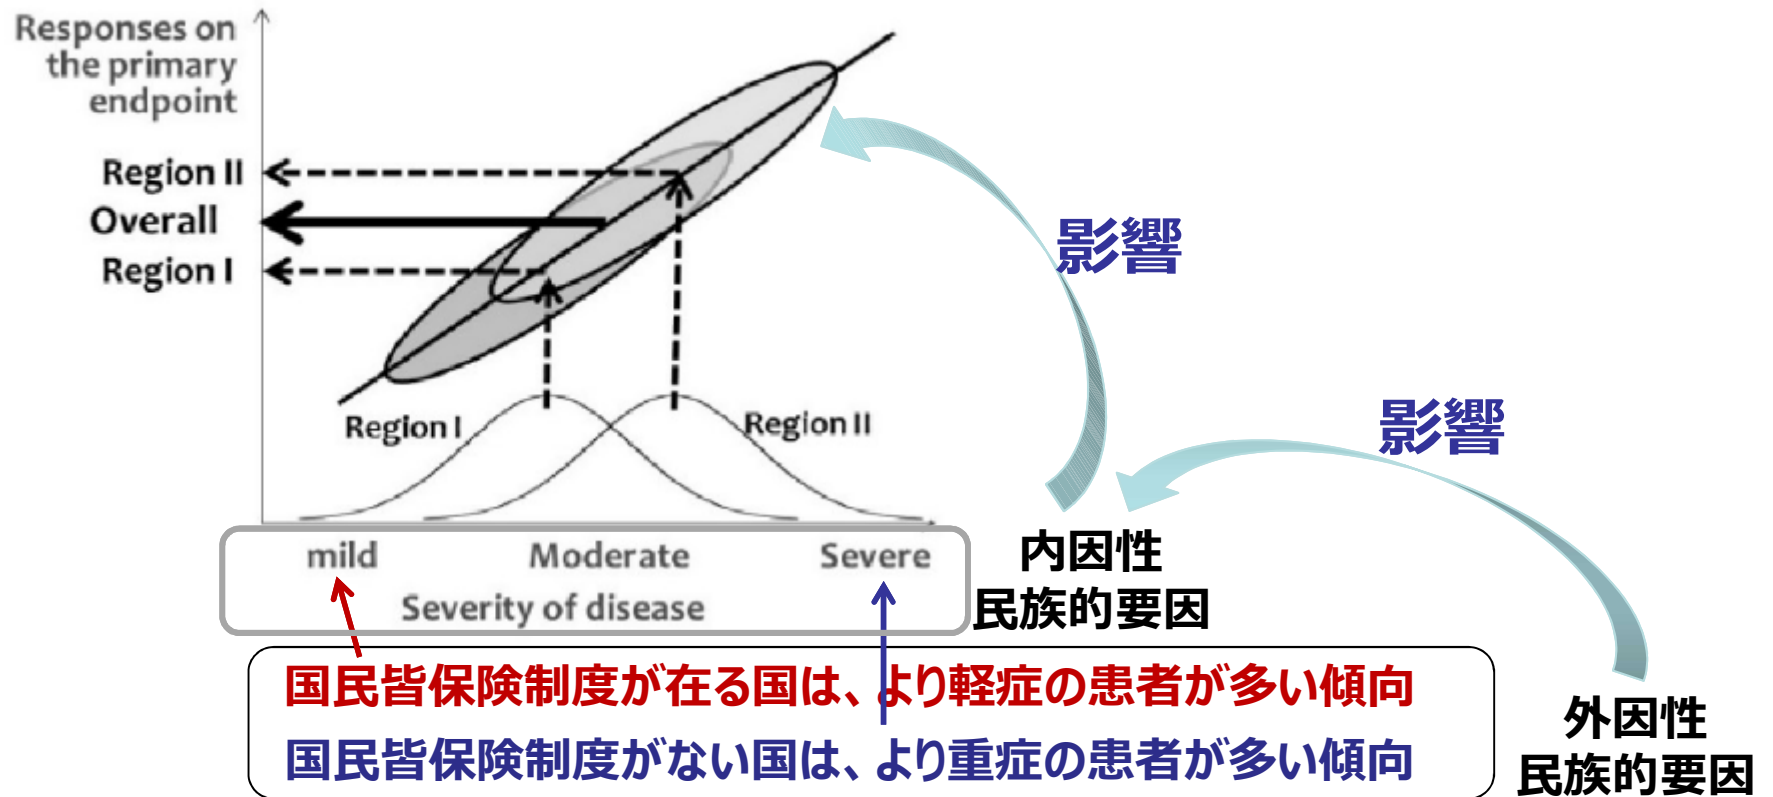 Responses on
the primary
endpoint
Region II
Overall
Region I
Region I
Region II
mild Moderate Severe
Severity of disease
影響
影響
内因性
民族的要因
国民皆保険制度が在る国は、より軽症の患者が多い傾向
国民皆保険制度がない国は、より重症の患者が多い傾向
外因性
民族的要因